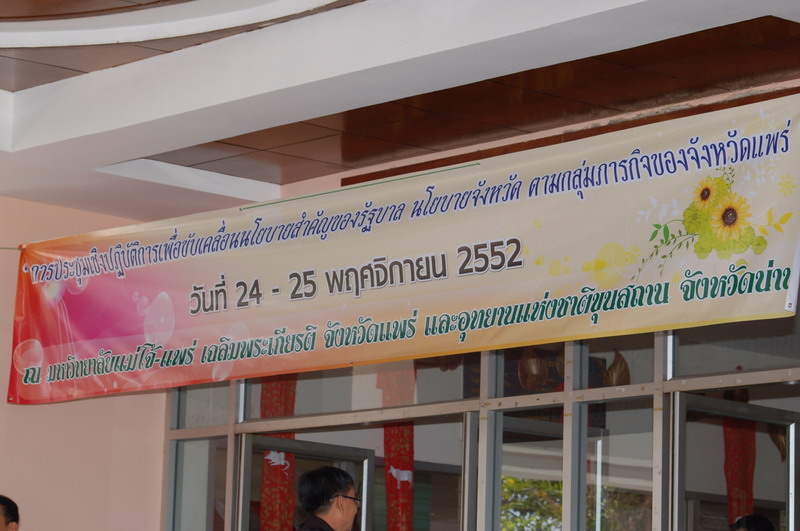 "การประชุมเชิงปฏิบัติการเพื่อขับเคลื่อนนโยบายสำคัญของรัฐบาล นโยบายจังหวัด ตามกลุ่มภารกิจของจังหวัดแพร่
วันที่ 24 - 25 พฤศจิกายน 2552
ณ มหาวิทยาลัยแม่โจ้-แพร่ เฉลิมพระเกียรติ จังหวัดแพร่ และอุทยานแห่งชาติขุนสถาน จังหวัดน่าน